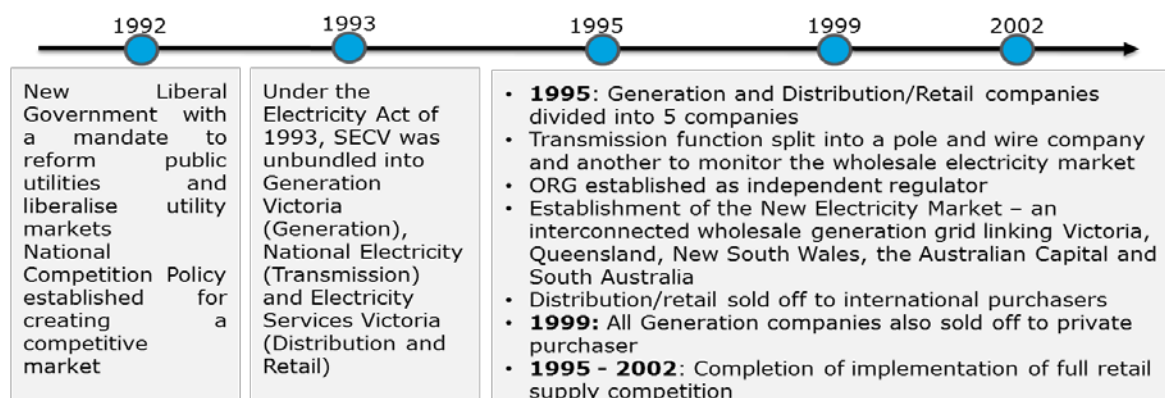 1992
1993
1995
1999
2002
New Liberal
Government with
a mandate to
reform public
utilities and
liberalise utility
markets
National
Competition Policy
established for
creating a
competitive
market
Under the
Electricity Act of
1993, SECV was
unbundled into
Generation
Victoria
(Generation),
National Electricity
(Transmission)
and Electricity
Services Victoria
(Distribution and
Retail)
• 1995: Generation and Distribution/Retail companies
divided into 5 companies
• Transmission function split into a pole and wire company
and another to monitor the wholesale electricity market
• ORG established as independent regulator
• Establishment of the New Electricity Market – an
interconnected wholesale generation grid linking Victoria,
Queensland, New South Wales, the Australian Capital and
South Australia
• Distribution/retail sold off to international purchasers
• 1999: All Generation companies also sold off to private
purchaser
• 1995 - 2002: Completion of implementation of full retail
supply competition